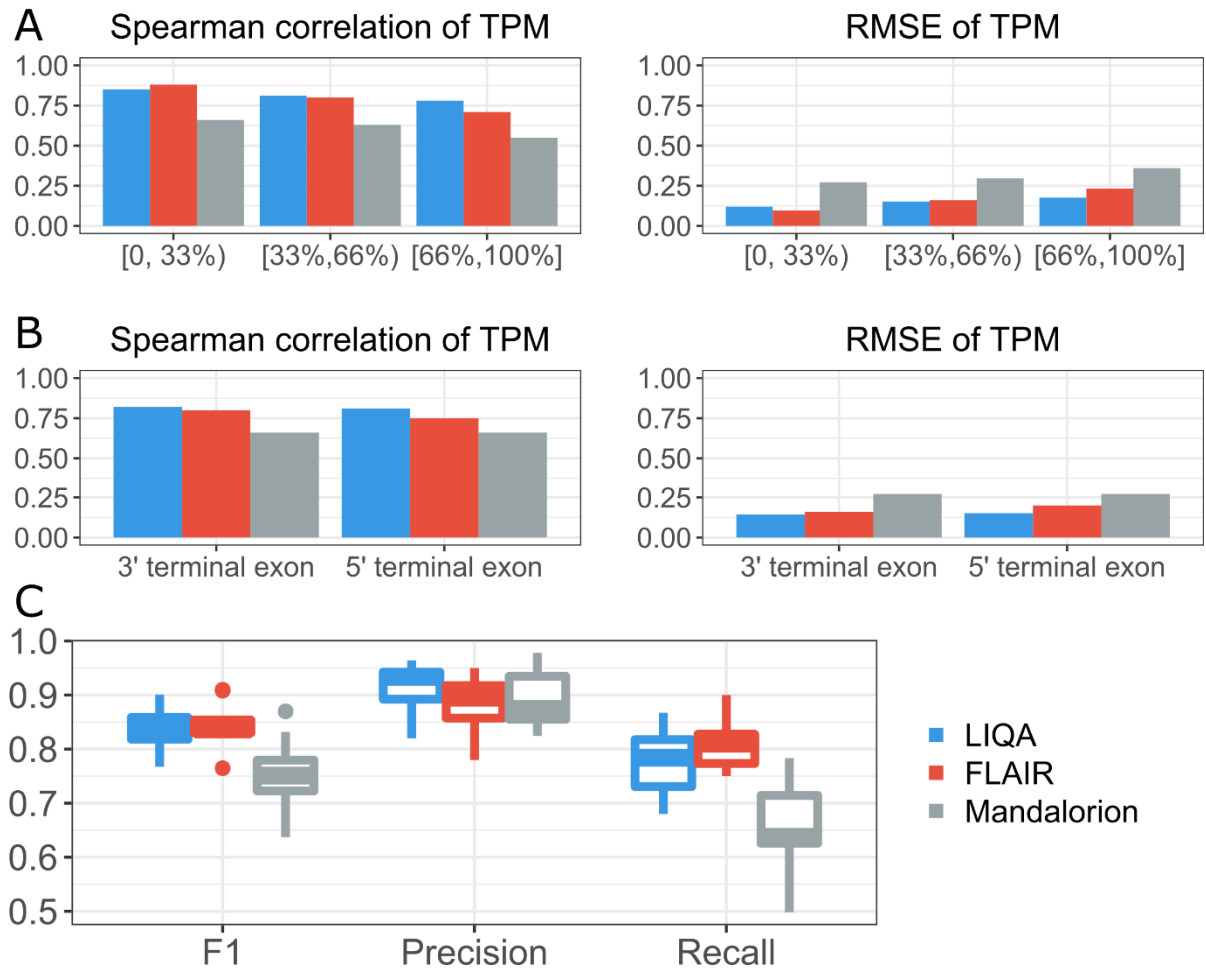 A
Spearman correlation of TPM
RMSE of TPM
1.00
0.75
0.50
0.25
0.00
[0, 33%)
[33%,66%)
[66%,100%]
1.00
0.75
0.50
0.25
0.00
[0, 33%)
[33%,66%)
[66%,100%]
B
Spearman correlation of TPM
RMSE of TPM
1.00
0.75
0.50
0.25
0.00
3' terminal exon
5' terminal exon
1.00
0.75
0.50
0.25
0.00
3' terminal exon
5' terminal exon
C
1.0
0.9
0.8
0.7
0.6
0.5
F1
Precision
Recall
LIQA
FLAIR
Mandalorion